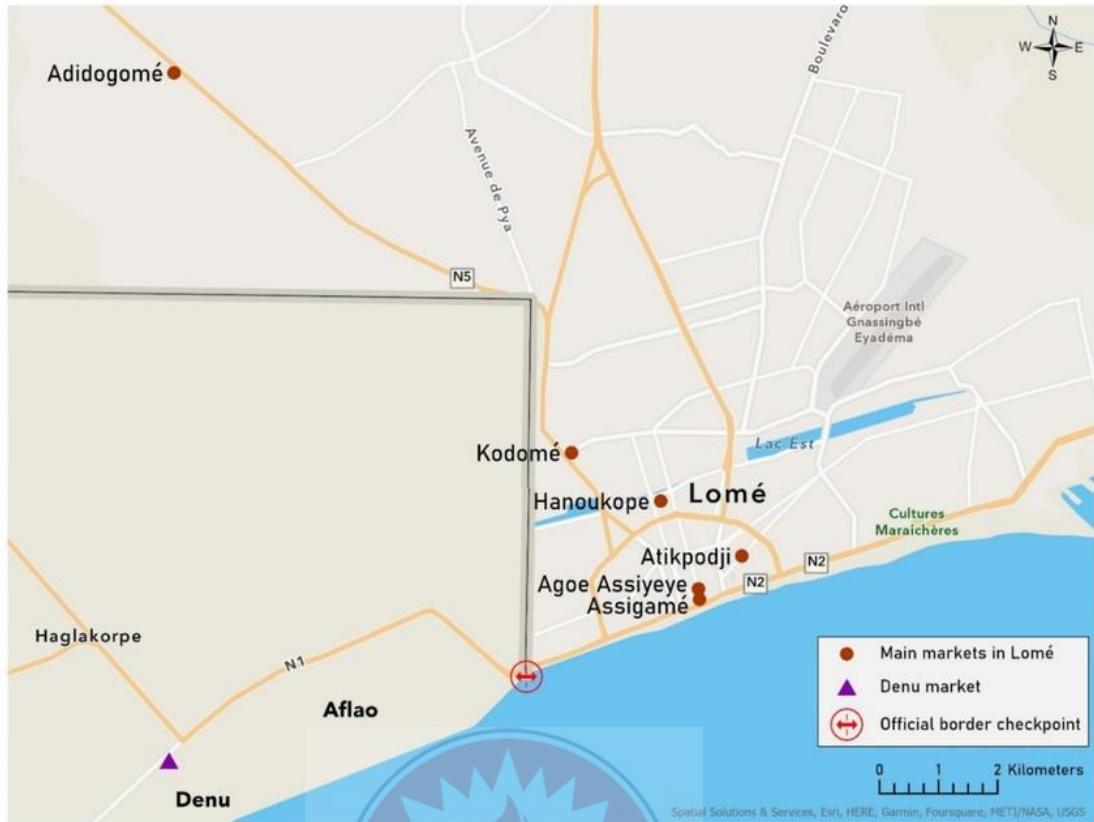 N
W E
S
Adidogomé
Boulevard
Avenue de Pya
N5
Aéroport Intl
Gnassingbé
Eyadéma
Kodomé
Lac Est
Hanoukope
Lomé
Cultures
Maraichères
Atikpodji
N2
Agoe Assiyeye
N2
Assigamé
Haglakorpe
N1
Aflao
Denu
Main markets in Lomé
Denu market
Official border checkpoint
0 1 2 Kilometers
Spatial Solutions & Services, Esri, HERE, Garmin, Foursquare, METI/NASA, USGS